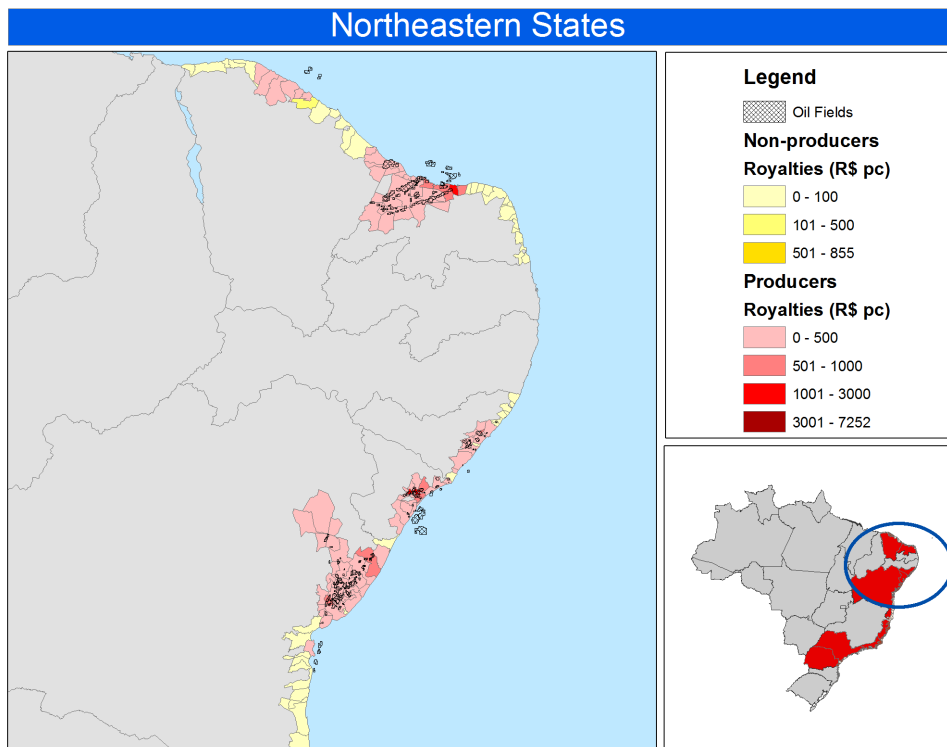 Northeastern States
Legend
Oil Fields
Non-producers
Royalties (R$ pc)
0 - 100
101 - 500
501 - 855
Producers
Royalties (R$ pc)
0 - 500
501 - 1000
1001 - 3000
3001 - 7252